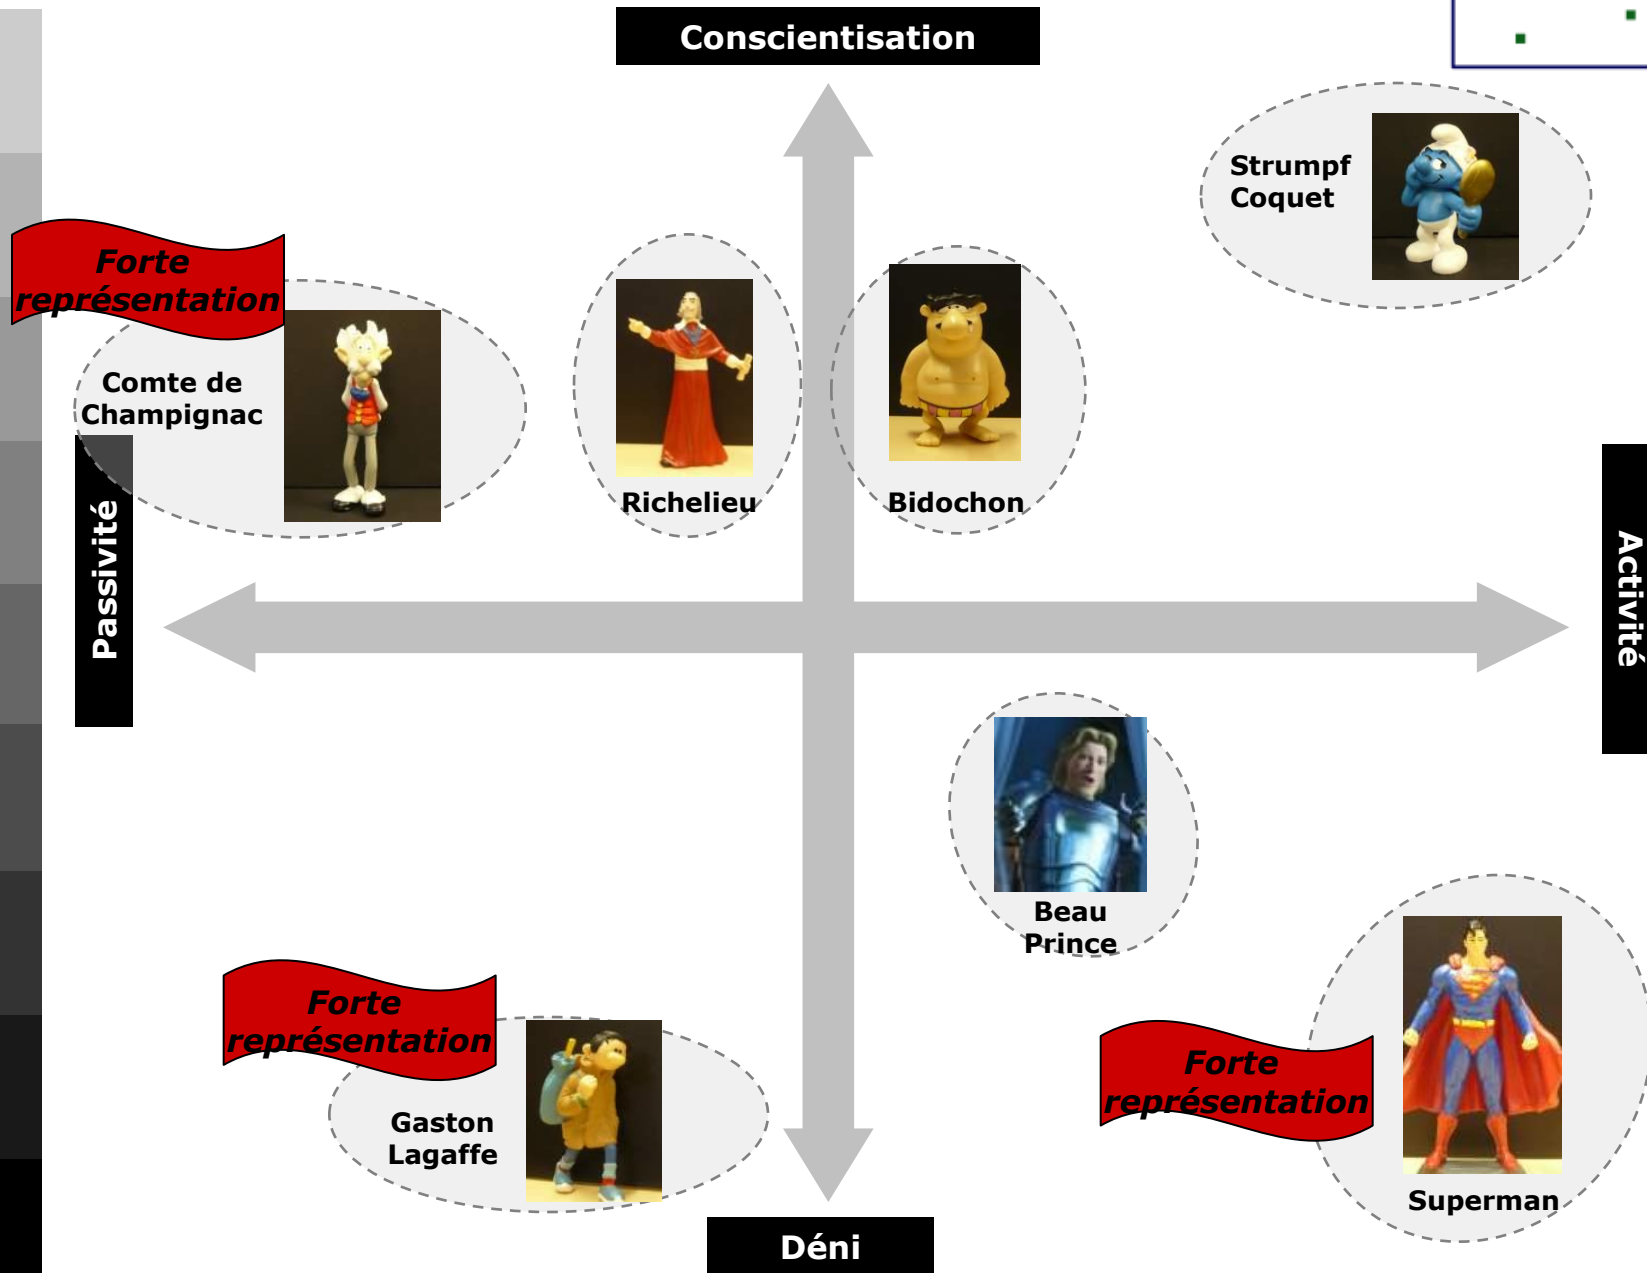 Conscientisation
Strumpf
Coquet
Forte
représentation
Comte de
Champignac
Richelieu
Bidochon
Passivité
Activité
Beau
Prince
Forte
représentation
Gaston
Lagaffe
Forte
représentation
Superman
Déni